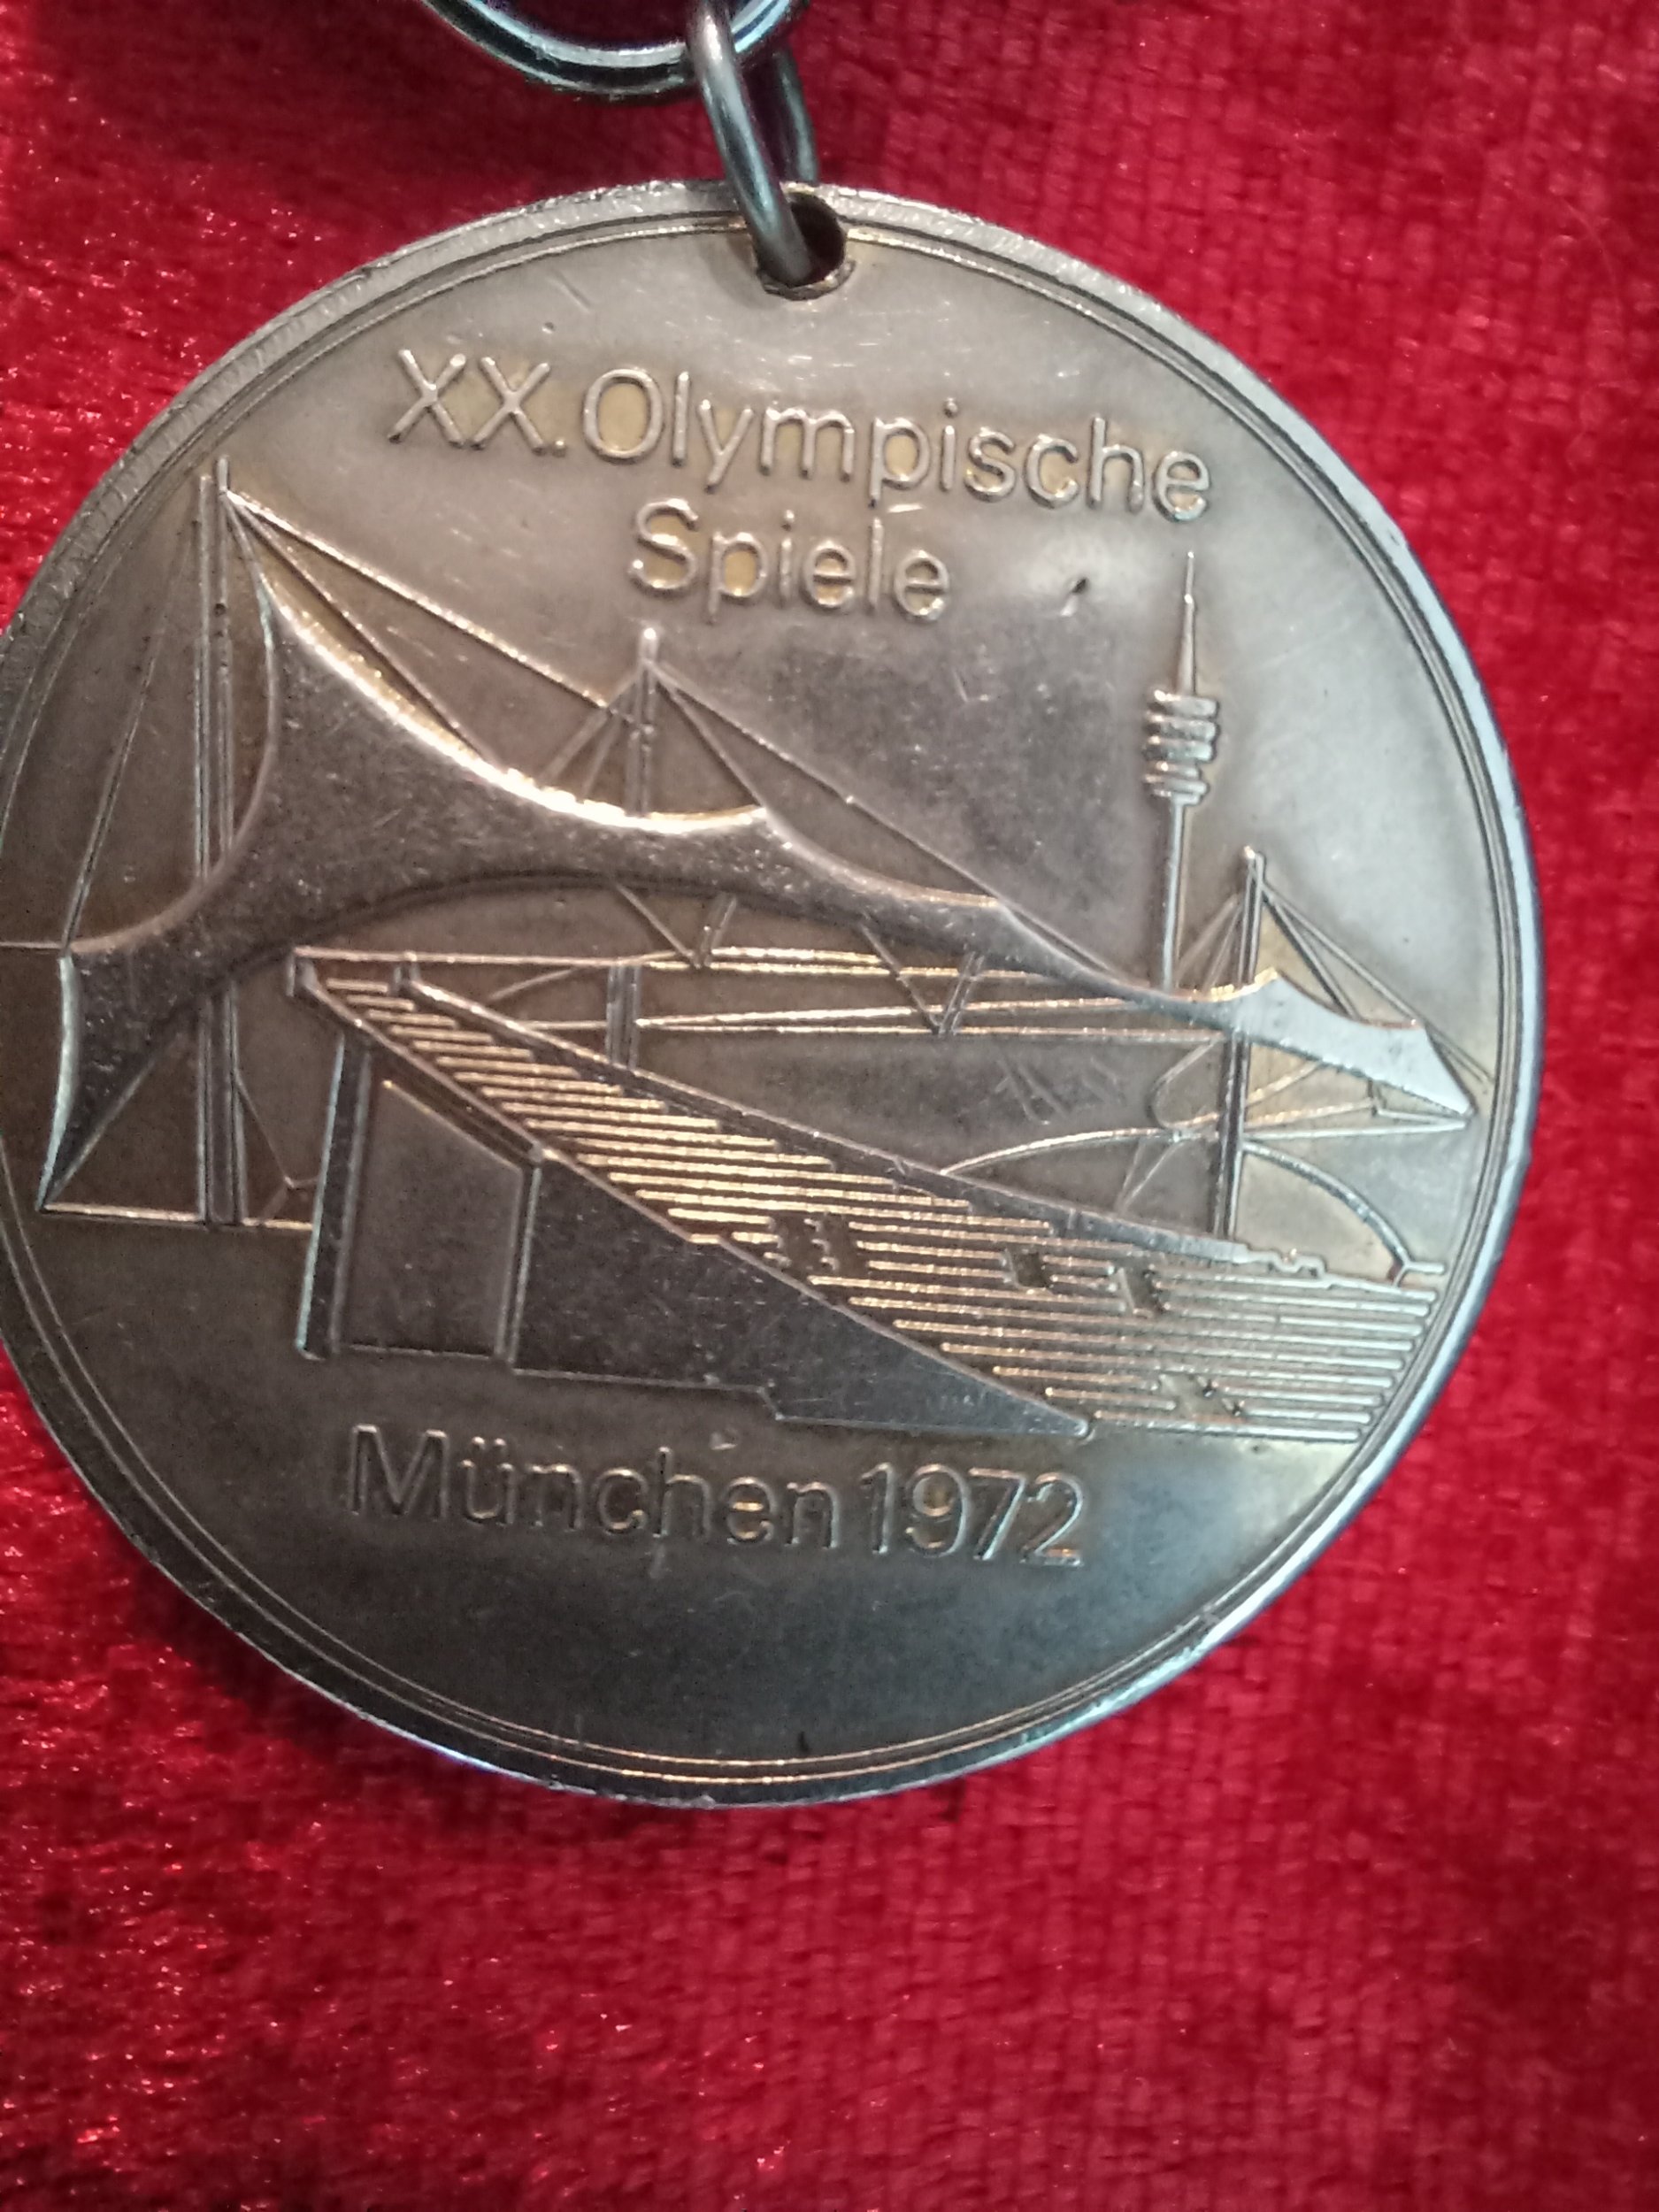 XX. Olympische
Spiele
München 1972